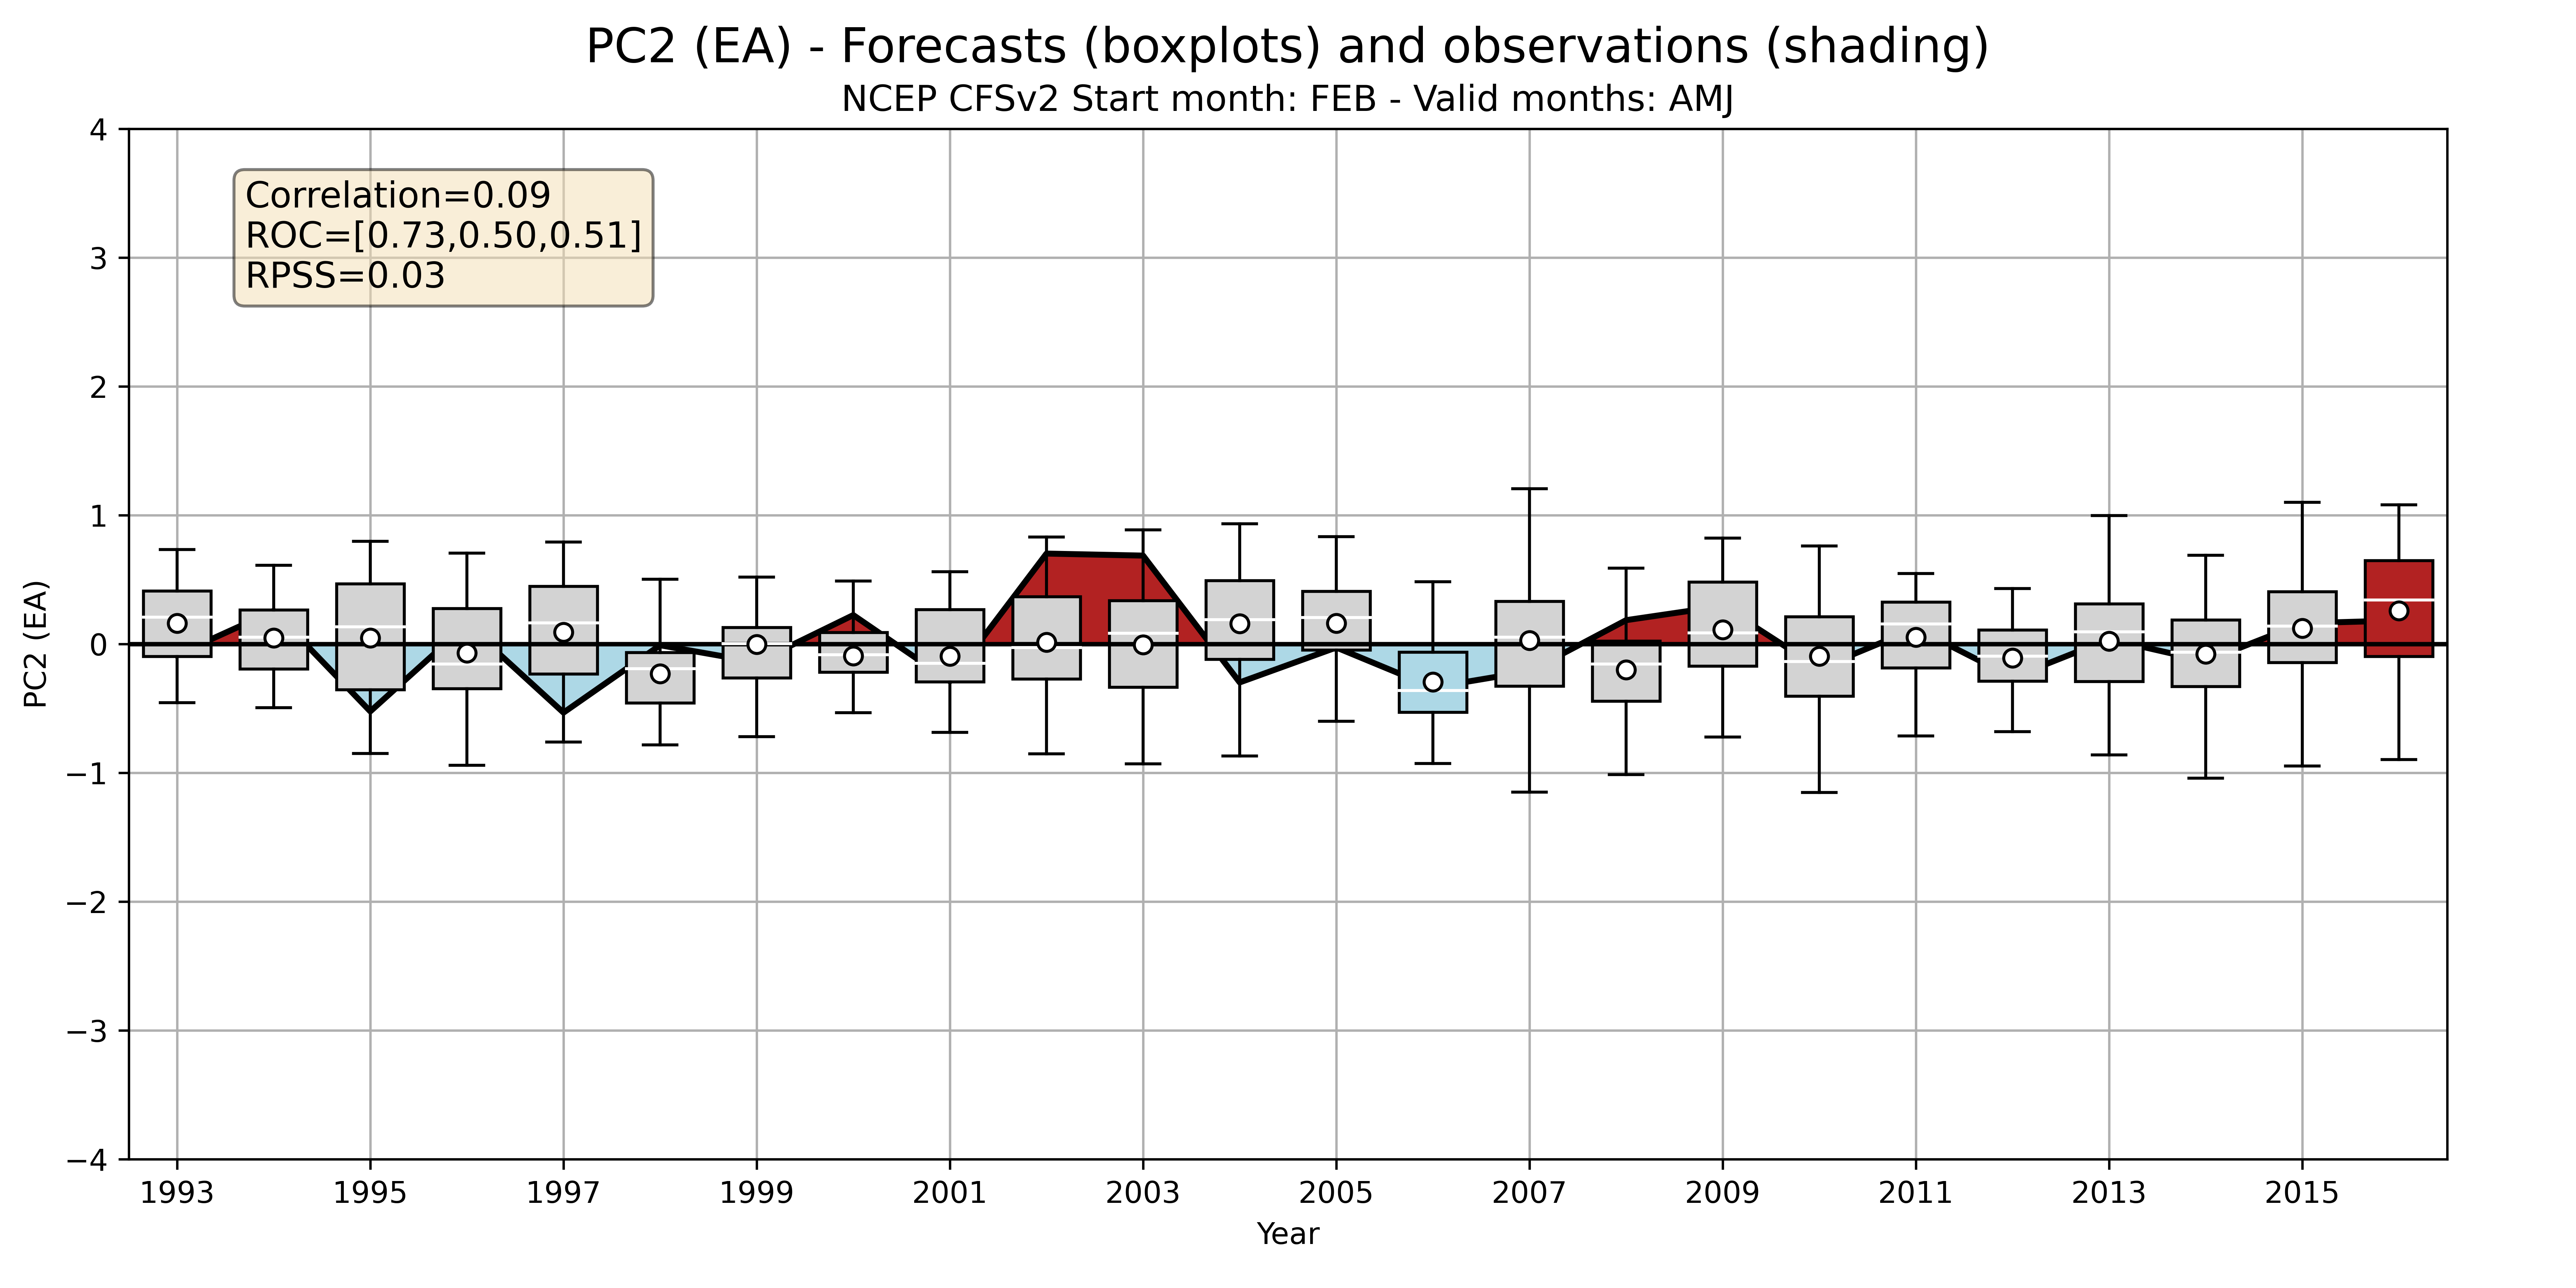 PC2 (EA) - Forecasts (boxplots) and observations (shading)
NCEP CFSv2 Start month: FEB - Valid months: AMJ
Correlation=0.09
ROC=[0.73,0.50,0.51]
RPSS=0.03
PC2 (EA)
4
3
2
1
0
−1
−2
−3
−4
1993 1995 1997 1999 2001 2003 2005 2007 2009 2011 2013 2015
Year